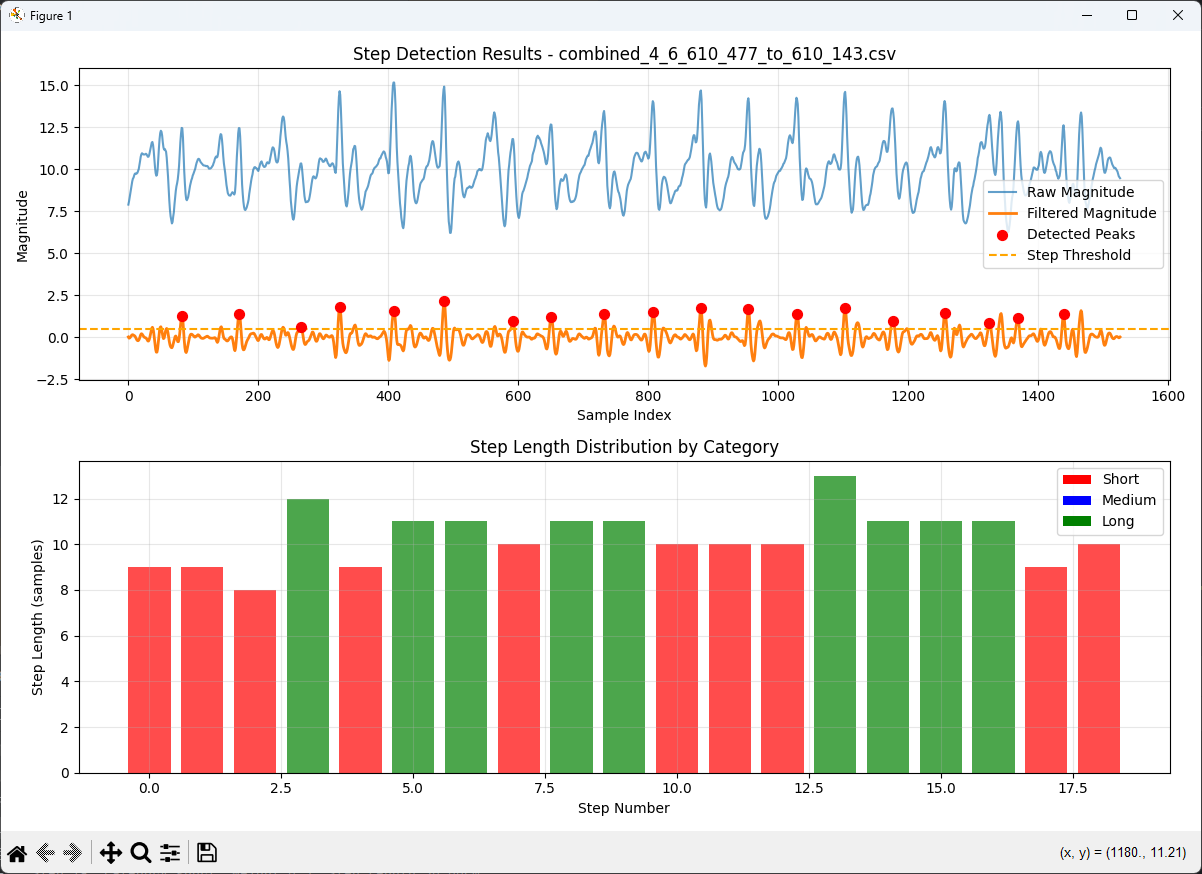 Figure 1
Step Detection Results - combined_4_6_610_477_to_610_143.csv
15.0
12.5
10.0
7.5
5.0
2.5
0.0
−2.5
Magnitude
Raw Magnitude
Filtered Magnitude
Detected Peaks
Step Threshold
0 200 400 600 800 1000 1200 1400 1600
Sample Index
Step Length Distribution by Category
12
10
8
6
4
2
0
Step Length (samples)
Short
Medium
Long
0.0 2.5 5.0 7.5 10.0 12.5 15.0 17.5
Step Number
(x, y) = (1180., 11.21)